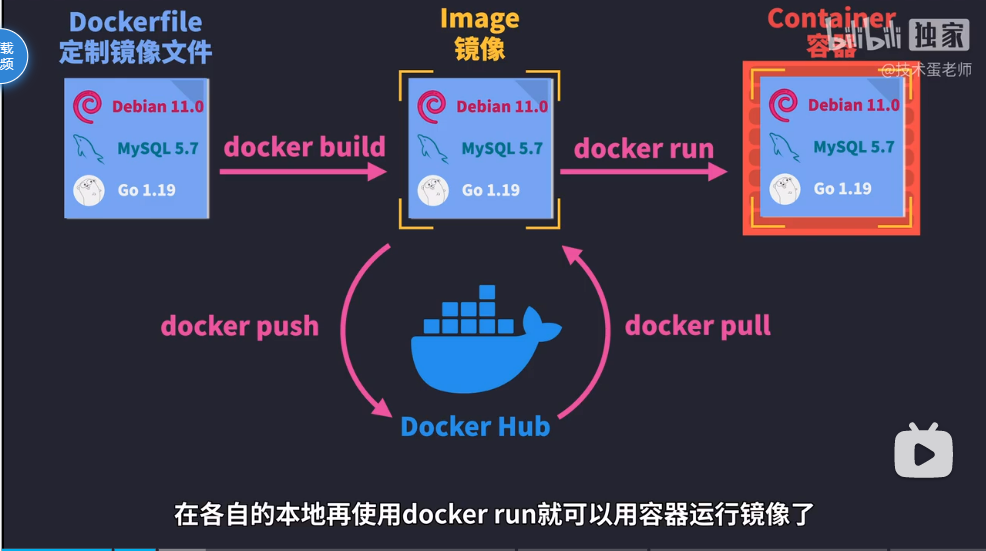 Dockerfile
定制镜像文件
Image
镜像
Container
容器
bilibili 独家
@技术蛋老师
载
频
Debian 11.0
MySQL 5.7
Go 1.19
docker build
Debian 11.0
MySQL 5.7
Go 1.19
docker run
Debian 11.0
MySQL 5.7
Go 1.19
docker push
docker pull
Docker Hub
在各自的本地再使用docker run就可以用容器运行镜像了